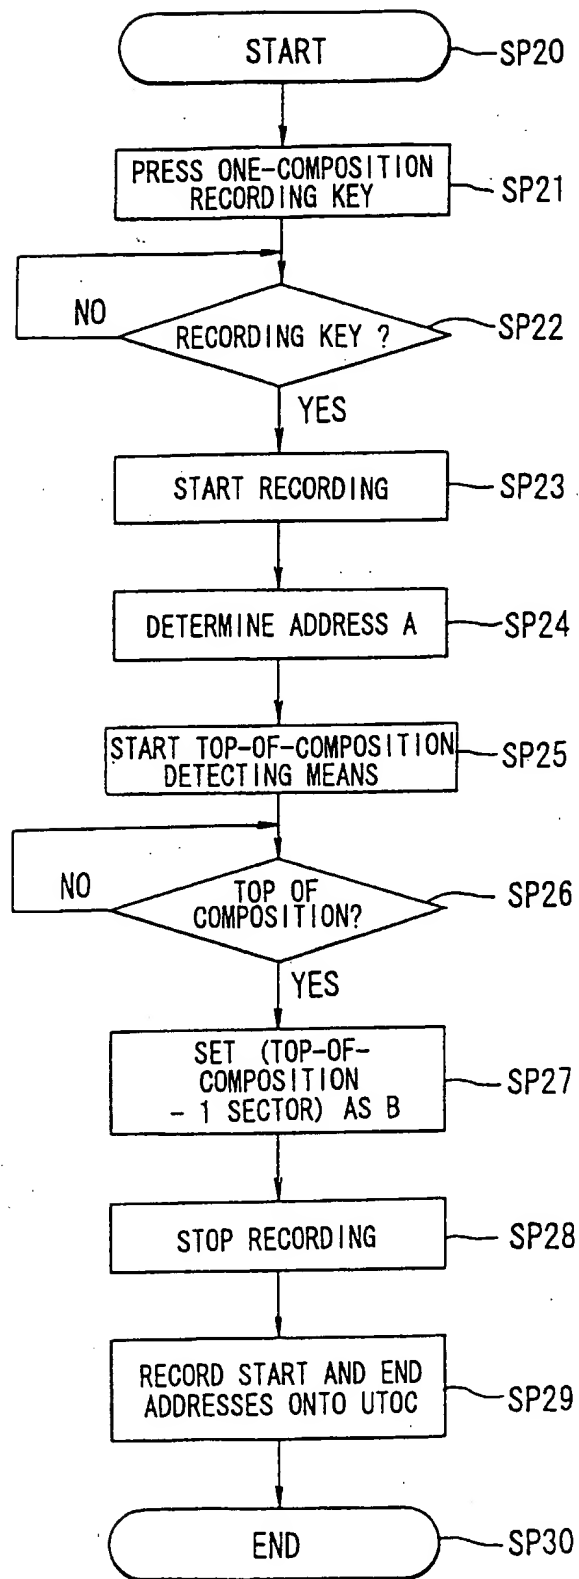 START
SP20
PRESS ONE-COMPOSITION
RECORDING KEY
SP21
NO
RECORDING KEY ?
SP22
YES
START RECORDING
SP23
DETERMINE ADDRESS A
SP24
START TOP-OF-COMPOSITION
DETECTING MEANS
SP25
NO
TOP OF
COMPOSITION?
SP26
YES
SET (TOP-OF-
COMPOSITION
- 1 SECTOR) AS B
SP27
STOP RECORDING
SP28
RECORD START AND END
ADDRESSES ONTO UTOC
SP29
END
SP30